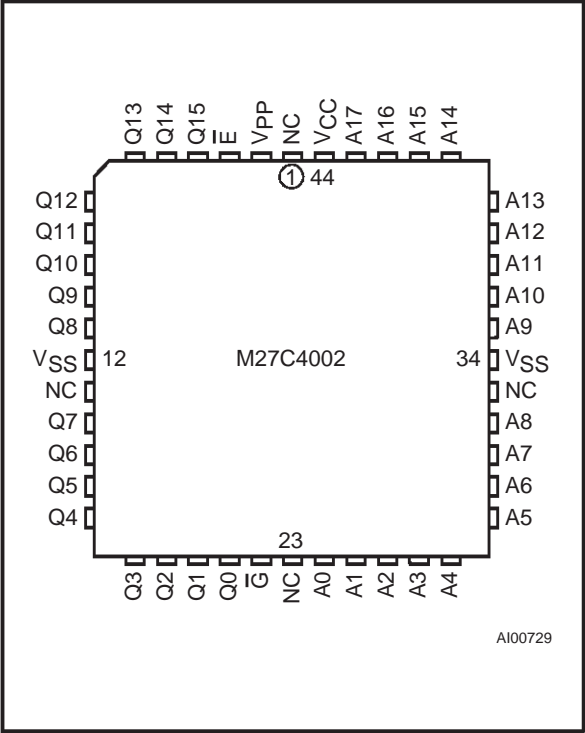 Q13 Q14 Q15 E VPP NC VCC A17 A16 A15 A14
1 44
Q12 A13
Q11 A12
Q10 A11
Q9 A10
Q8 A9
VSS 12 M27C4002 34 VSS
NC NC
Q7 A8
Q6 A7
Q5 A6
Q4 A5
23
Q3 Q2 Q1 Q0 G NC A0 A1 A2 A3 A4
AI00729